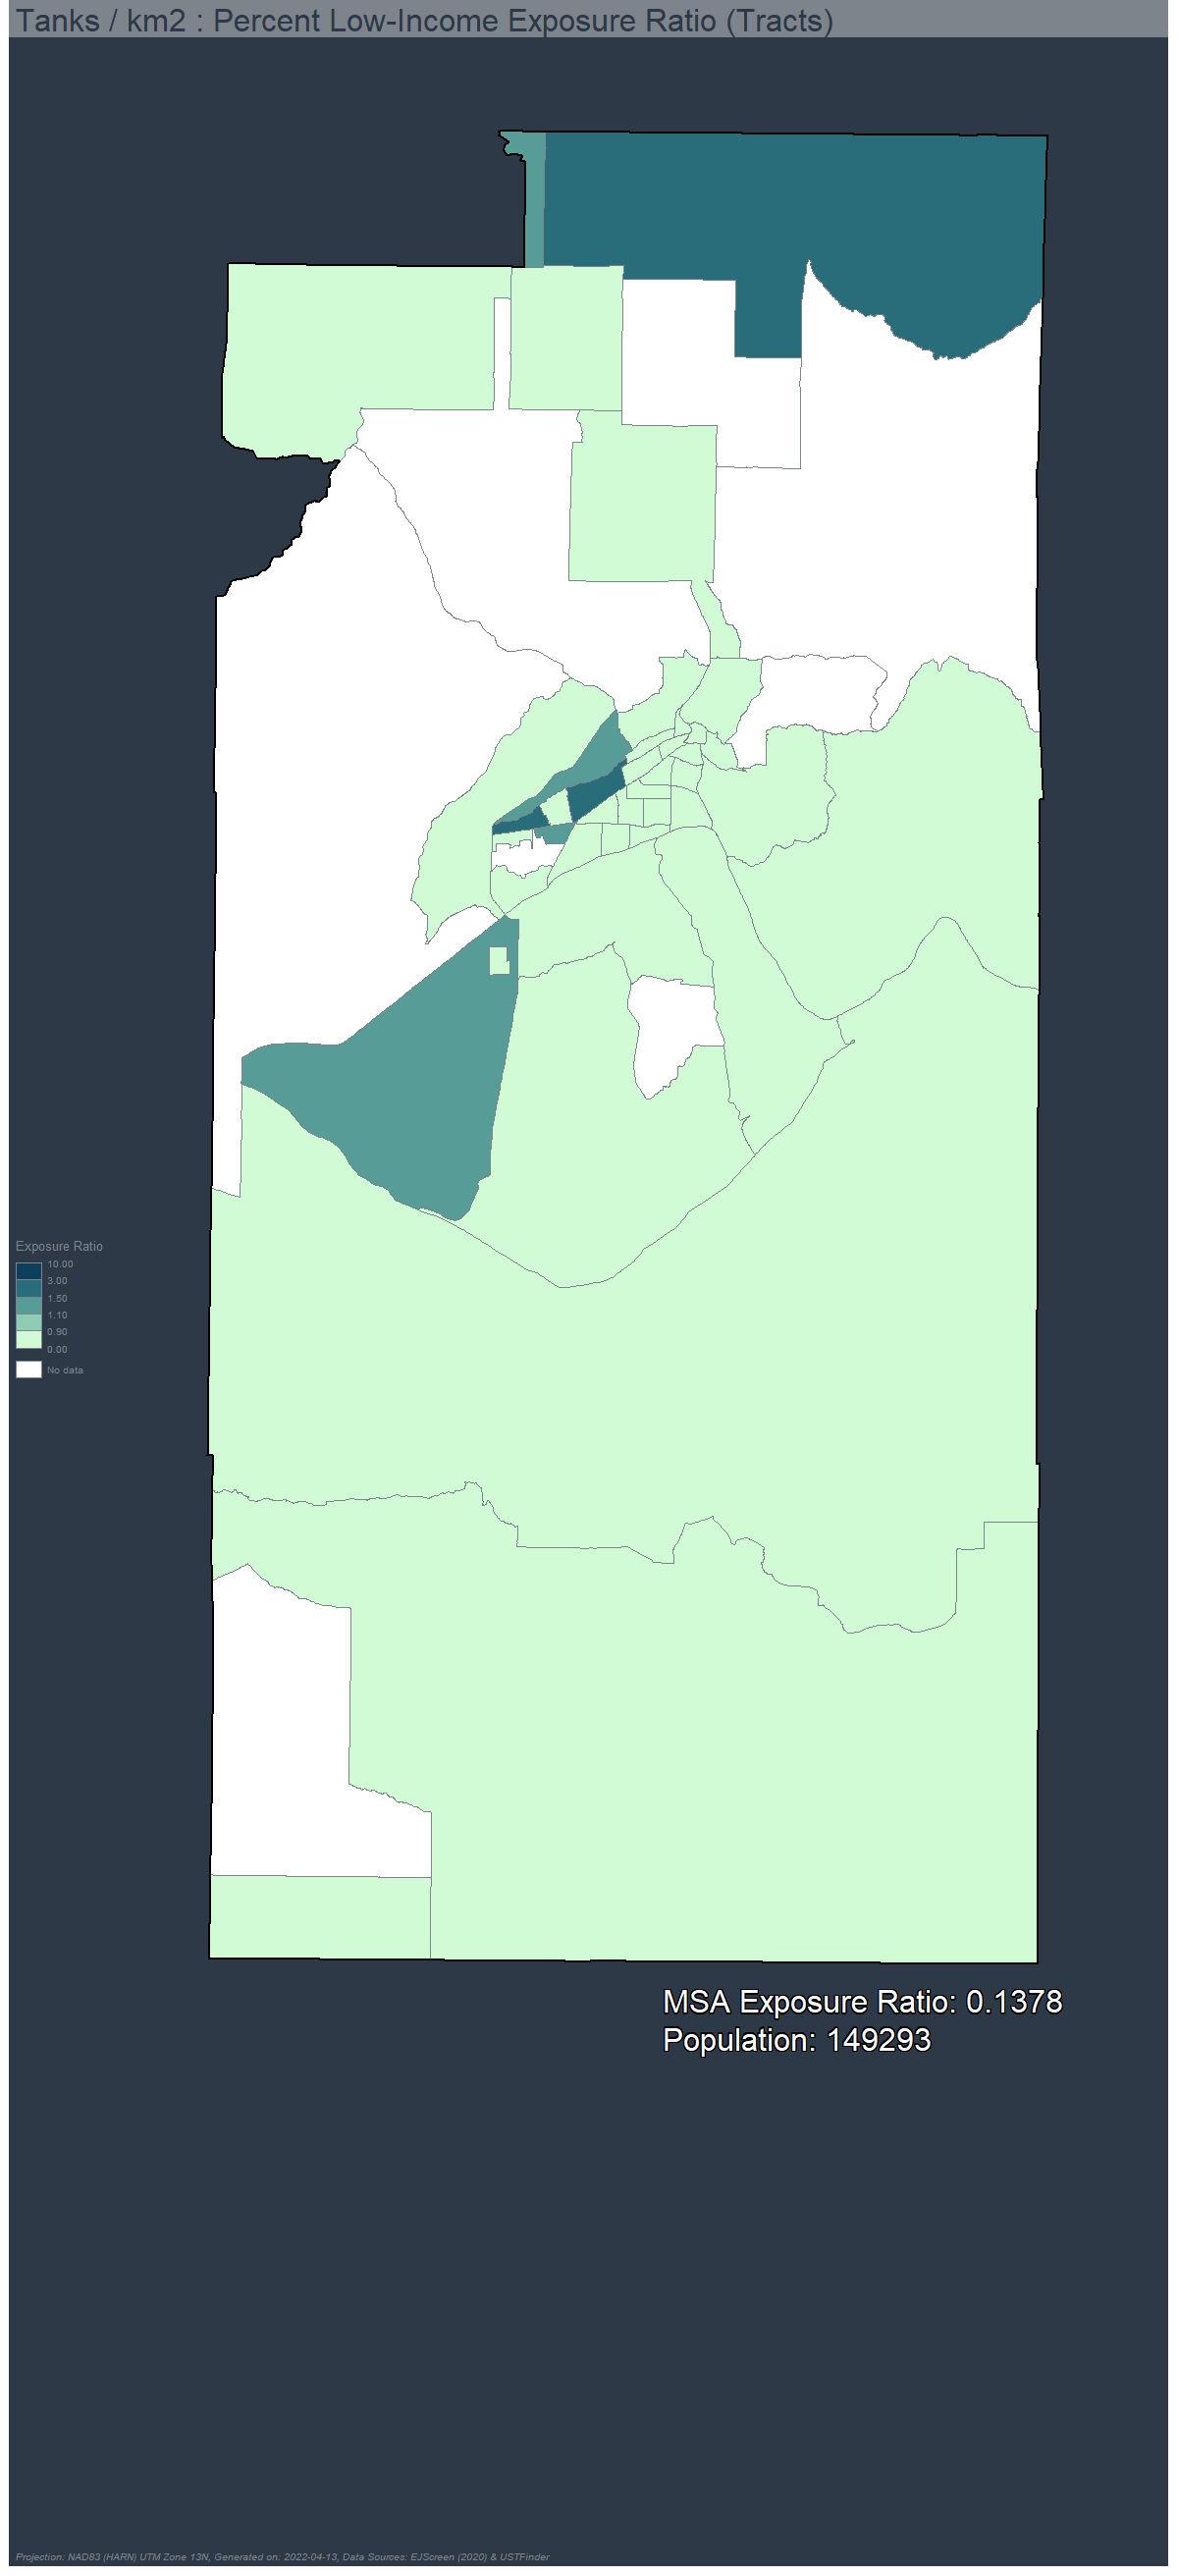 Tanks / km2 : Percent Low-Income Exposure Ratio (Tracts)
Exposure Ratio
10.00
3.00
1.50
1.10
0.90
0.00
No data
MSA Exposure Ratio: 0.1378
Population: 149293
Projection: NAD83 (HARN) UTM Zone 13N, Generated on: 2022-04-13, Data Sources: EJScreen (2020) & USTFinder